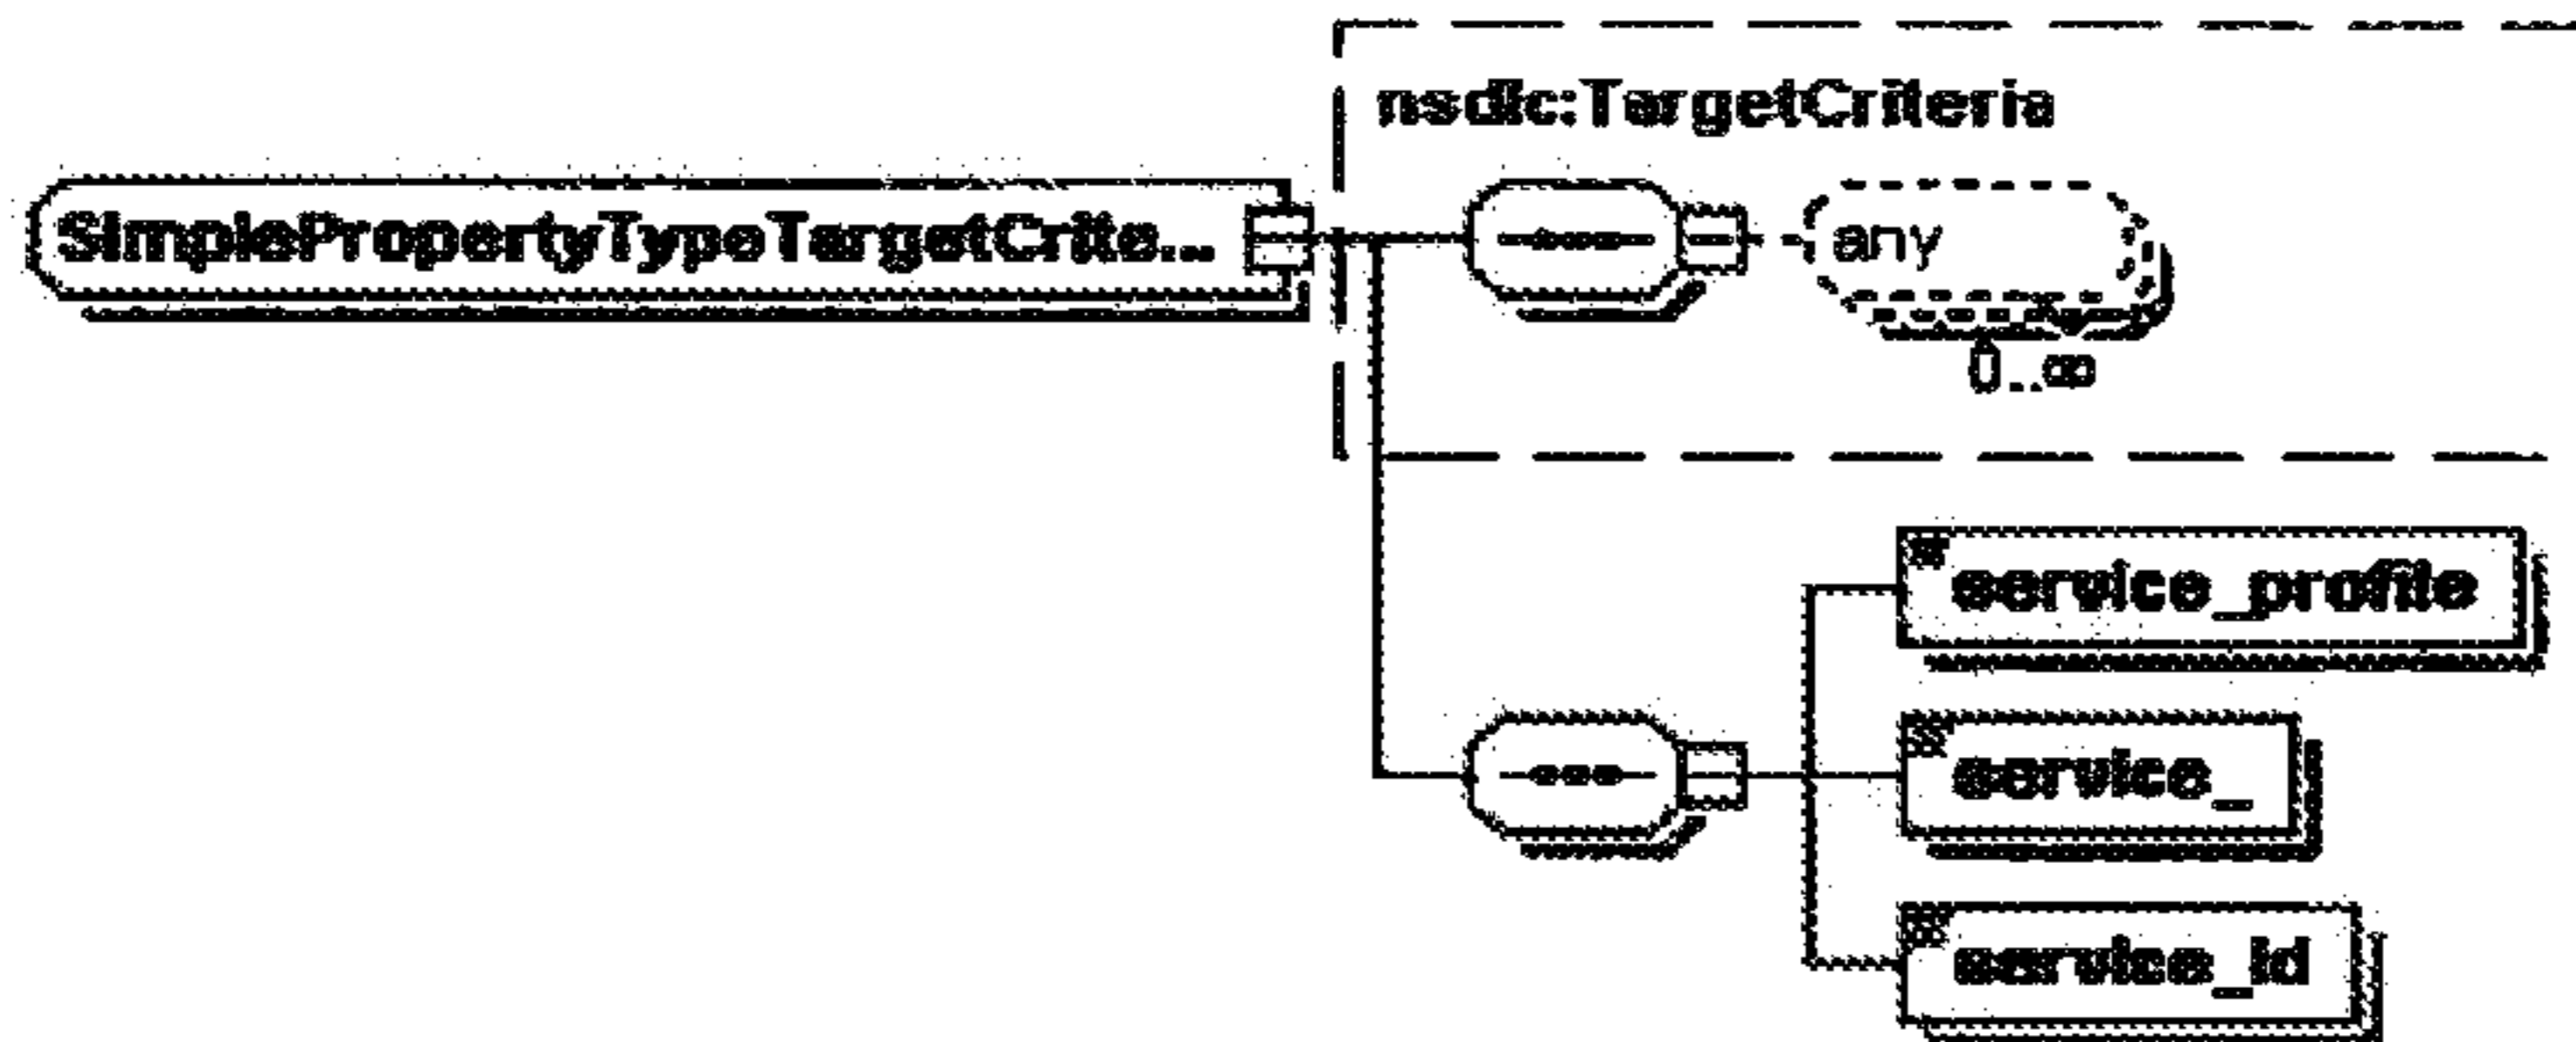 nsdlc:TargetCriteria
SimplePropertyTypeTargetCrite...
any
0..∞
service_profile
service_
service_id